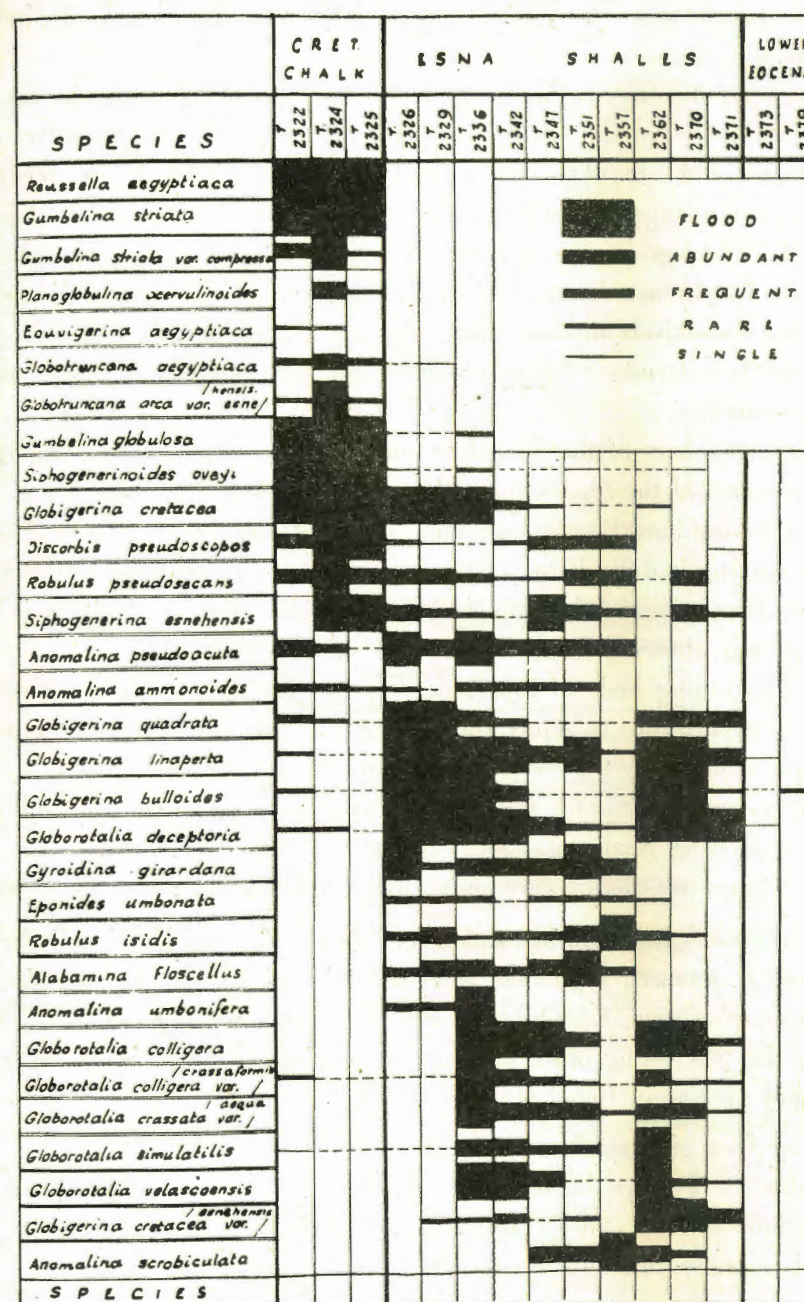 CRET. CHALK ESNA SHALES LOWER EOCENE
SPECIES T 2322 T. 2324 T 2325 T. 2326 T 2329 T 2336 T 2342 T 2347 T 2351 T 2357 T 2362 T 2370 T 2371 T 2373 T
Reussella aegyptiaca
Gumbelina striata
FLOOD
Gumbelina striata var. compressa
ABUNDANT
Planoglobulina acervulinoides
FREQUENT
Eouvigerina aegyptiaca
RARE
SINGLE
Globotruncana aegyptiaca
Globotruncana arca var. esne/
/hensis.
Gumbelina globulosa
Siphogenerinoides oveyi
Globigerina cretacea
Discorbis pseudoscopos
Robulus pseudosecans
Siphogenerina esnehensis
Anomalina pseudoacuta
Anomalina ammonoides
Globigerina quadrata
Globigerina linaperta
Globigerina bulloides
Globorotalia deceptoria
Gyroidina girardana
Eponides umbonata
Robulus isidis
Alabamina Floscellus
Anomalina umbonifera
Globorotalia colligera
/crassaformis
Globorotalia colligera var. /
/ aequa
Globorotalia crassata var. /
Globorotalia simulatilis
Globorotalia velascoensis
/esnehensis
Globigerina cretacea var. /
Anomalina scrobiculata
SPECIES